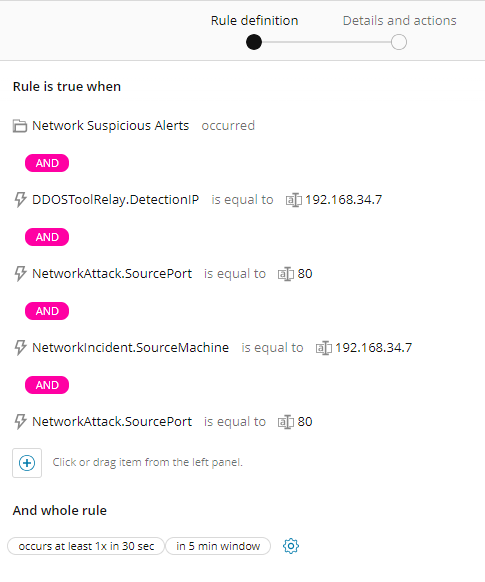 Rule definition Details and actions
Rule is true when
Network Suspicious Alerts occurred
AND
DDOSToolRelay.DetectionIP is equal to a 192.168.34.7
AND
NetworkAttack.SourcePort is equal to a 80
AND
NetworkIncident.SourceMachine is equal to a 192.168.34.7
AND
NetworkAttack.SourcePort is equal to a 80
Click or drag item from the left panel.
And whole rule
occurs at least 1x in 30 sec in 5 min window